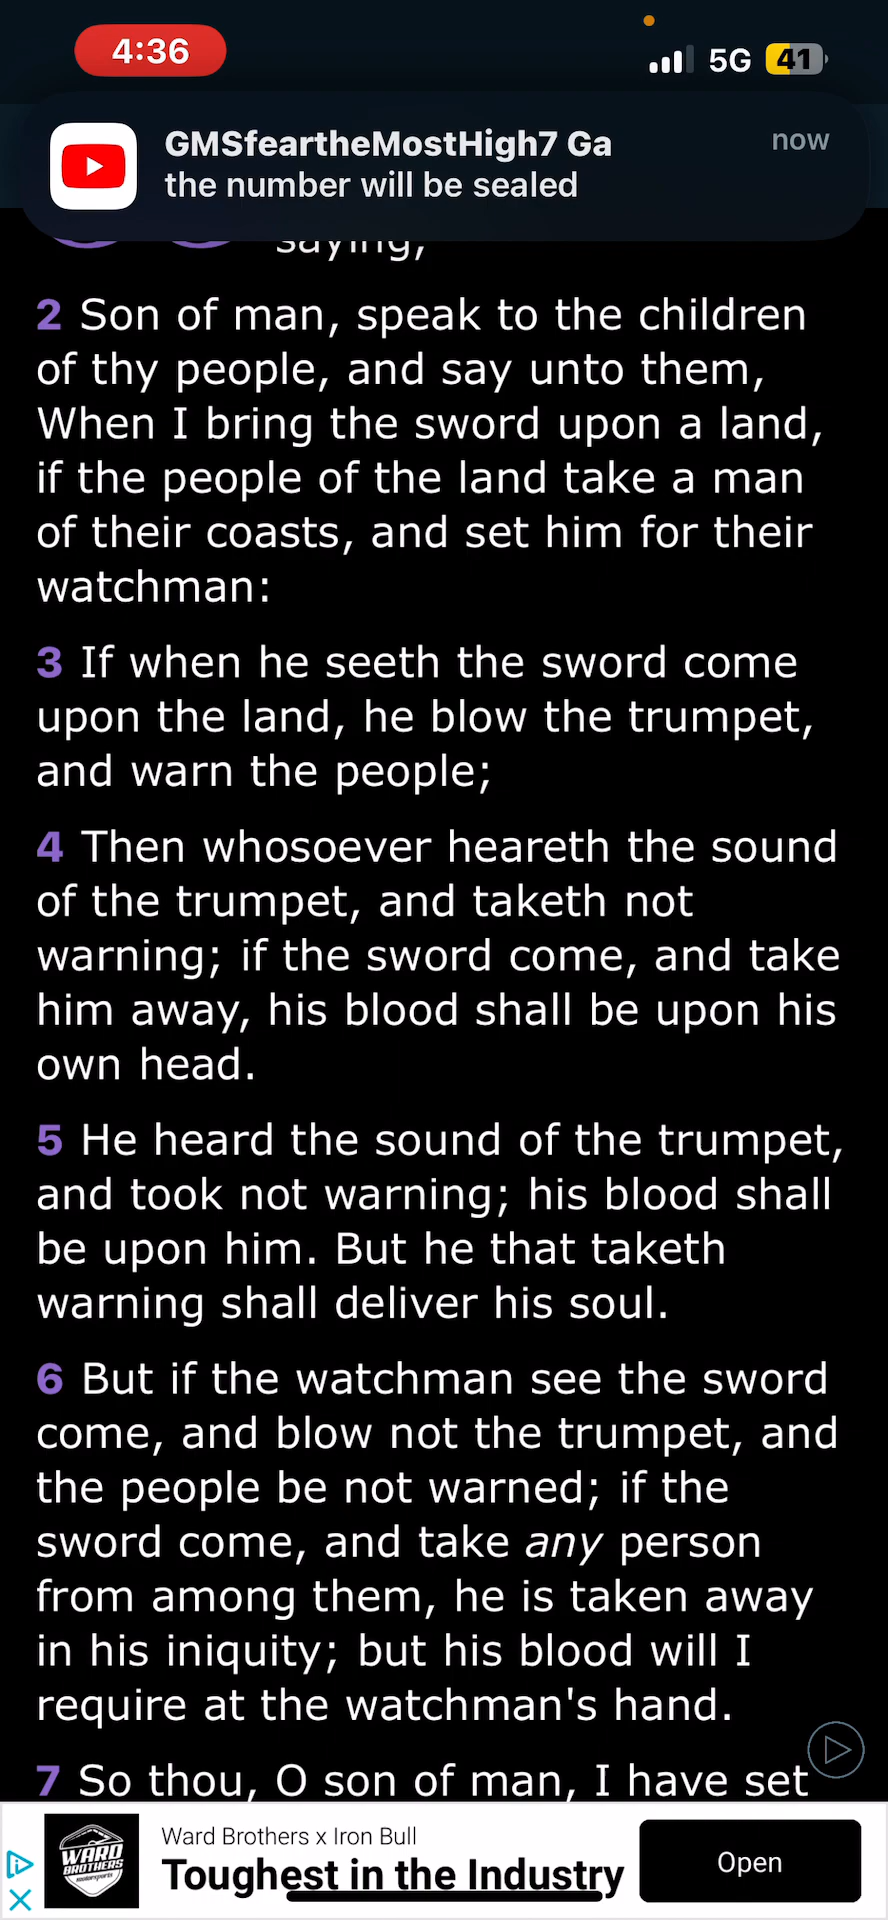 4:36
5G
41
GMSfeartheMostHigh7 Ga
now
the number will be sealed
saying,
2 Son of man, speak to the children
of thy people, and say unto them,
When I bring the sword upon a land,
if the people of the land take a man
of their coasts, and set him for their
watchman:
3 If when he seeth the sword come
upon the land, he blow the trumpet,
and warn the people;
4 Then whosoever heareth the sound
of the trumpet, and taketh not
warning; if the sword come, and take
him away, his blood shall be upon his
own head.
5 He heard the sound of the trumpet,
and took not warning; his blood shall
be upon him. But he that taketh
warning shall deliver his soul.
6 But if the watchman see the sword
come, and blow not the trumpet, and
the people be not warned; if the
sword come, and take any person
from among them, he is taken away
in his iniquity; but his blood will I
require at the watchman's hand.
7 So thou, O son of man, I have set
WARD
BROTHERS
motorsports
Ward Brothers x Iron Bull
Toughest in the Industry
Open